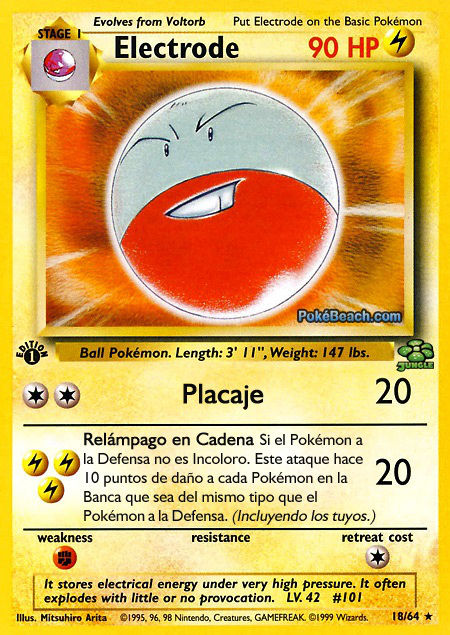 Evolves from Voltorb
Put Electrode on the Basic Pokémon
STAGE 1
Electrode
90 HP
PokéBeach.com
EDITION
1
Ball Pokémon. Length: 3' 11", Weight: 147 lbs.
JUNGLE
Placaje
20
Relámpago en Cadena Si el Pokémon a
la Defensa no es Incoloro. Este ataque hace
10 puntos de daño a cada Pokémon en la
Banca que sea del mismo tipo que el
Pokémon a la Defensa. (Incluyendo los tuyos.)
20
weakness
resistance
retreat cost
It stores electrical energy under very high pressure. It often
explodes with little or no provocation. LV. 42 #101
Illus. Mitsuhiro Arita
©1995, 96, 98 Nintendo, Creatures, GAMEFREAK. ©1999 Wizards.
18/64 ★